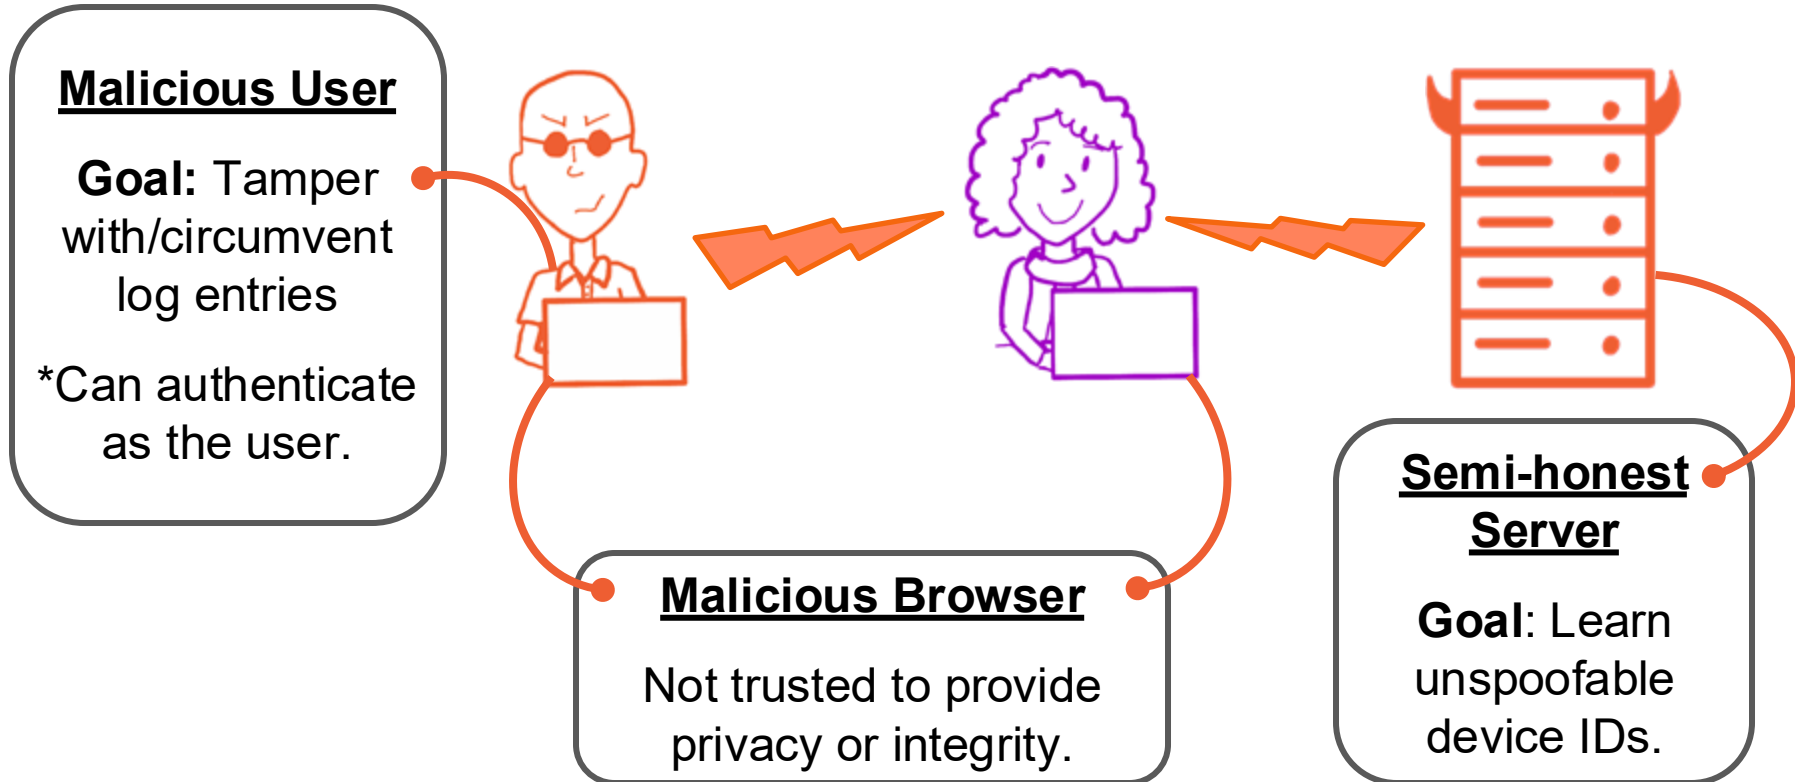 Malicious User
Goal: Tamper
with/circumvent
log entries
*Can authenticate
as the user.
Malicious Browser
Not trusted to provide
privacy or integrity.
Semi-honest
Server
Goal: Learn
unspoofable
device IDs.